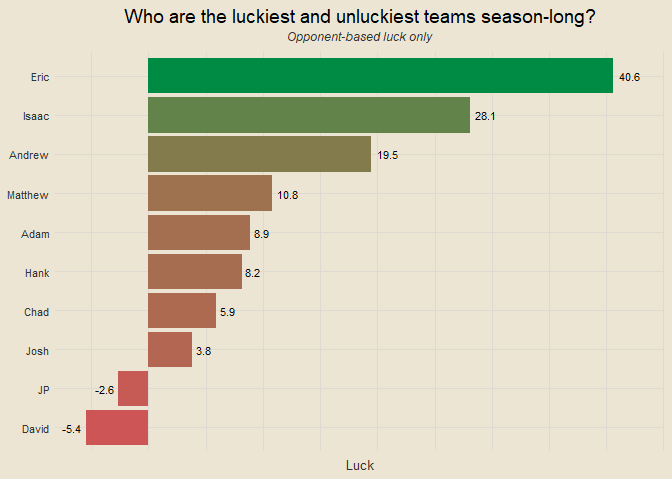 Who are the luckiest and unluckiest teams season-long?
Opponent-based luck only
Eric 40.6
Isaac 28.1
Andrew 19.5
Matthew 10.8
Adam 8.9
Hank 8.2
Chad 5.9
Josh 3.8
JP -2.6
David -5.4
Luck